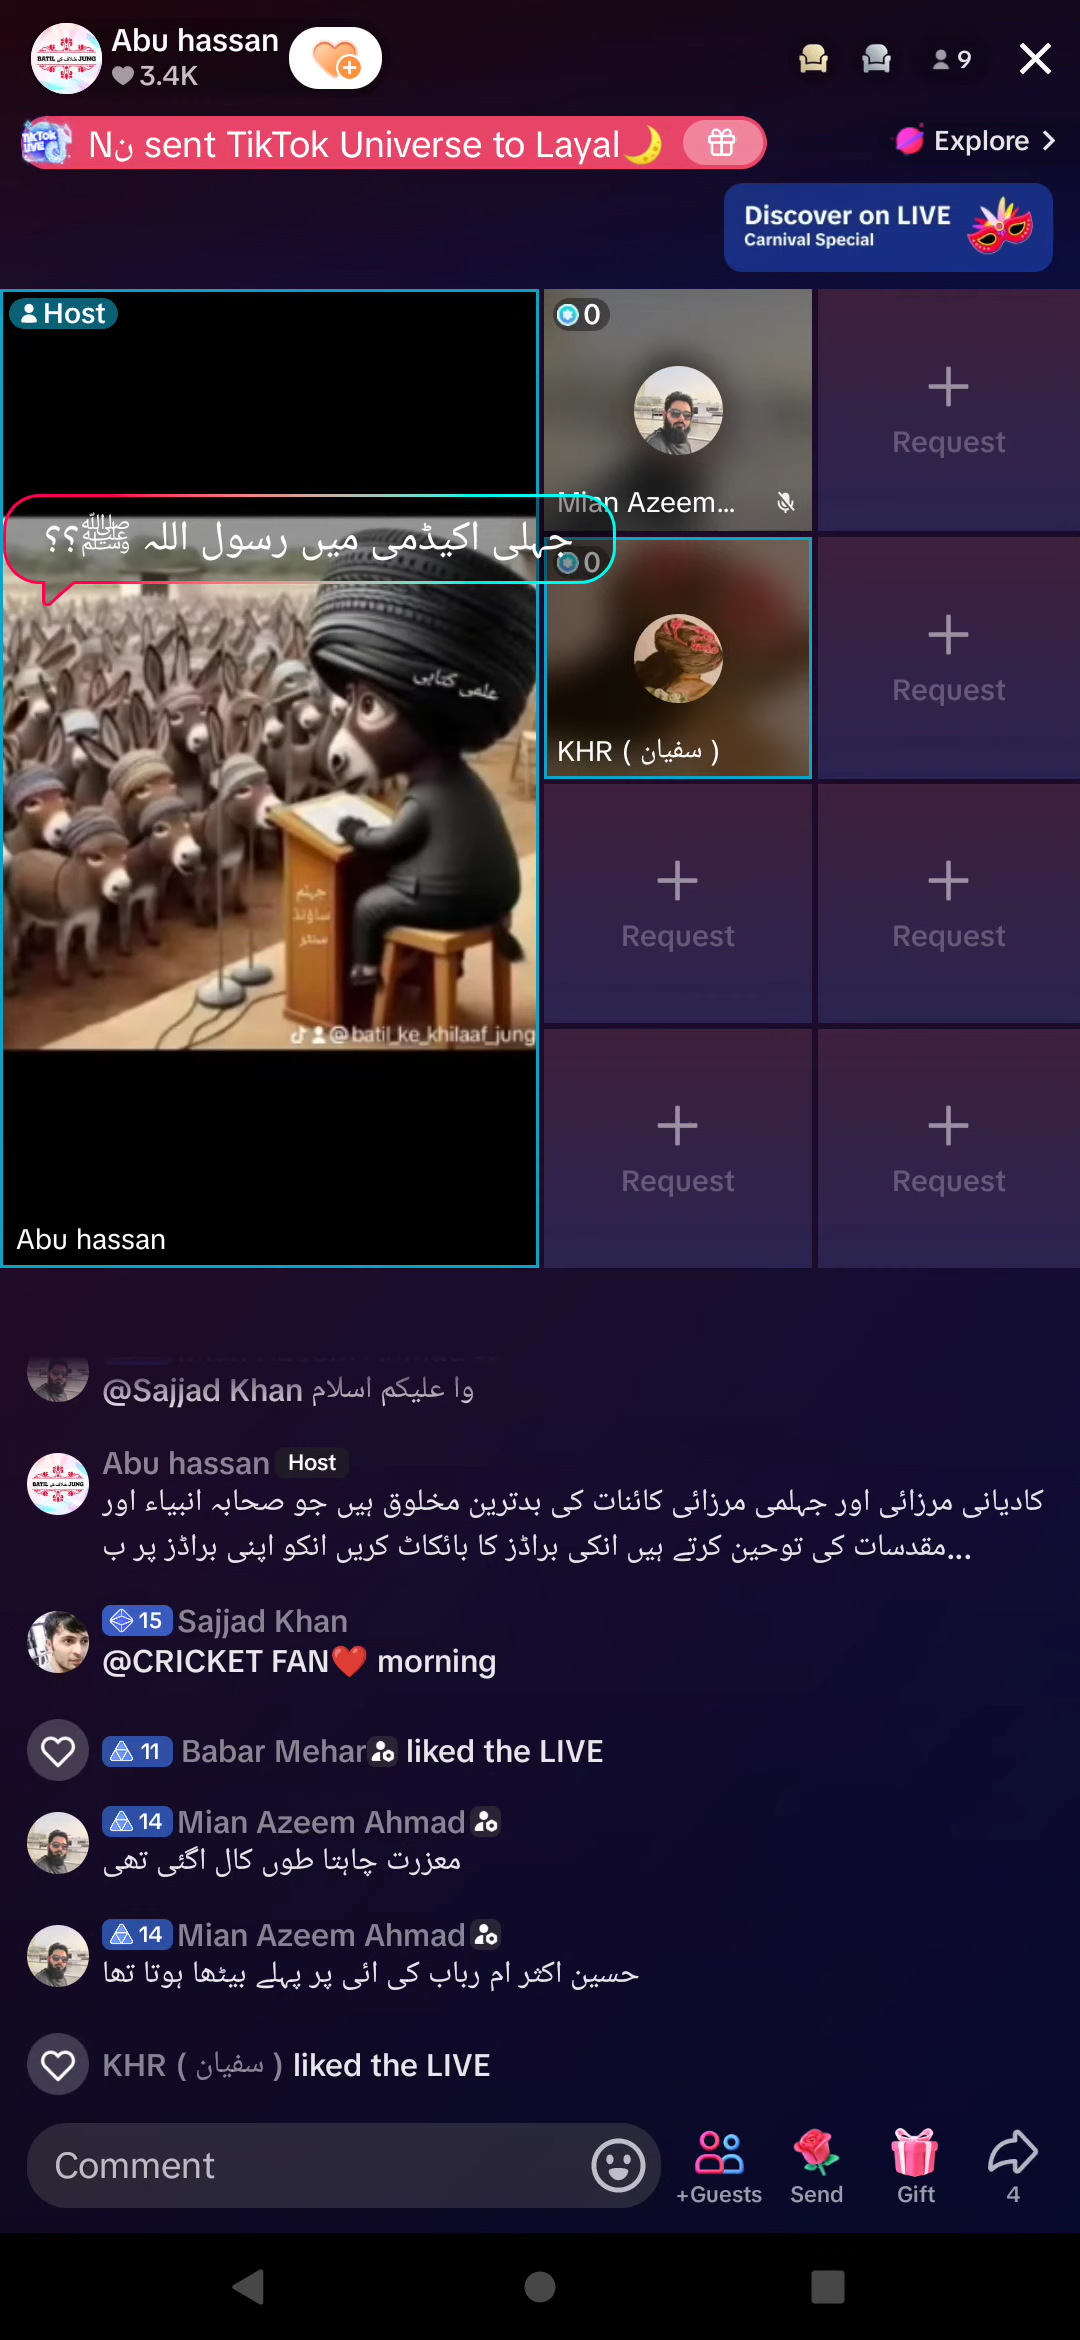 Abu hassan
3.4K
9
Nن sent TikTok Universe to Layal🌙
Explore
Discover on LIVE
Carnival Special
Host
0
Request
Mian Azeem...
جہلی اکیڈمی میں رسول اللہ ﷺ؟؟
علمی کتابی
0
Request
KHR ( سفیان )
جہلم
ساؤنڈ
سنٹر
@batil_ke_khilaaf_jung
Request
Request
Request
Request
Abu hassan
@Sajjad Khan وا علیکم اسلام
Abu hassan Host
کادیانی مرزائی اور جہلمی مرزائی کائنات کی بدترین مخلوق ہیں جو صحابہ انبیاء اور
مقدسات کی توحین کرتے ہیں انکی براڈز کا بائکاٹ کریں انکو اپنی براڈز پر ب...
15 Sajjad Khan
@CRICKET FAN❤️ morning
11 Babar Mehar liked the LIVE
14 Mian Azeem Ahmad
معزرت چاہتا طوں کال اگئی تھی
14 Mian Azeem Ahmad
حسین اکثر ام رباب کی ائی پر پہلے بیٹھا ہوتا تھا
KHR ( سفیان ) liked the LIVE
Comment
+Guests
Send
Gift
4